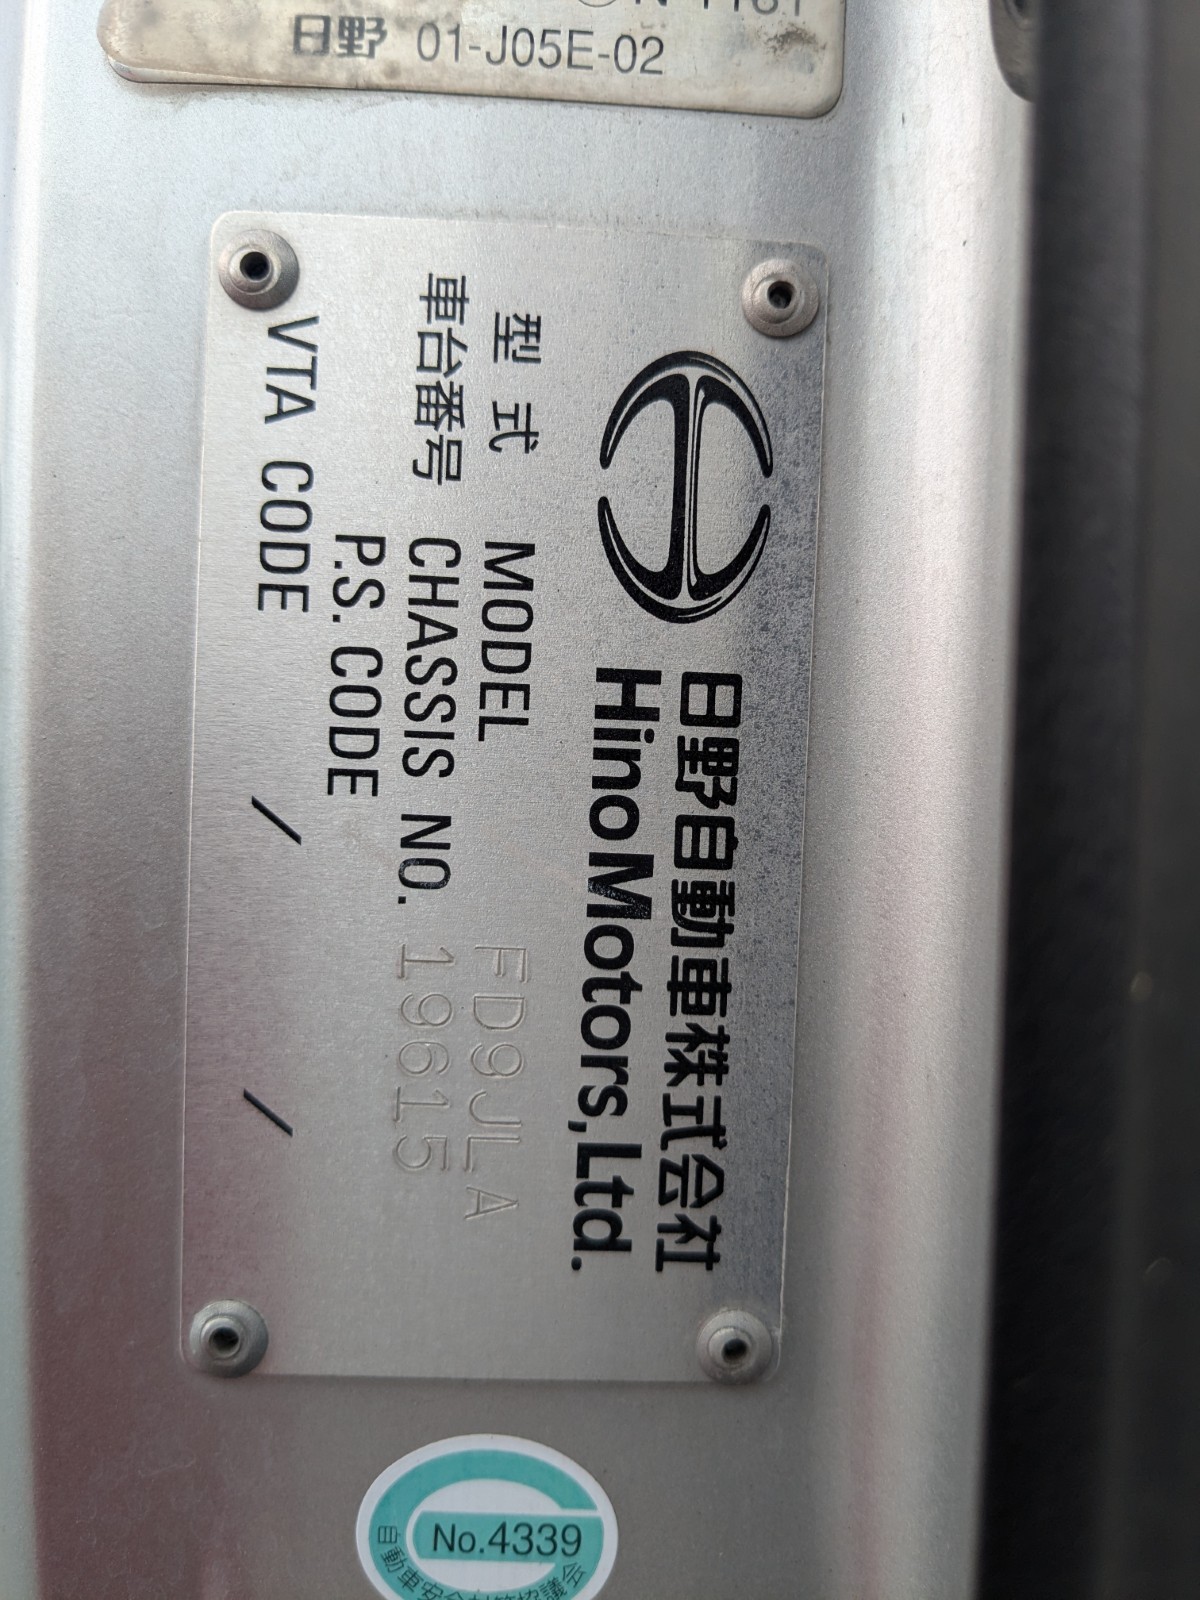 日野 01-J05E-02
日野自動車株式会社
Hino Motors, Ltd.
型式 MODEL FD9JLA
車台番号 CHASSIS NO. 19615
P.S. CODE
VTA CODE / /
No.4339